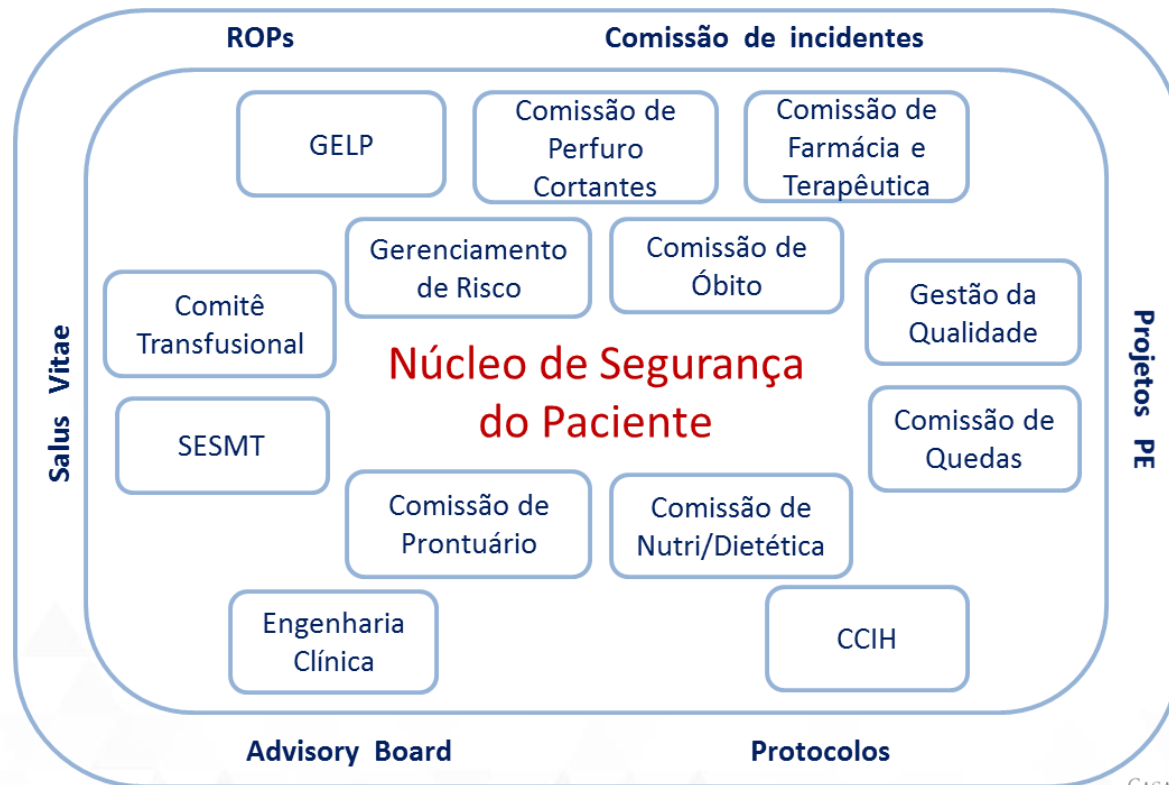 ROPs
Comissão de incidentes
GELP
Comissão de
Perfuro
Cortantes
Comissão de
Farmácia e
Terapêutica
Gerenciamento
de Risco
Comissão de
Óbito
Comitê
Transfusional
Gestão da
Qualidade
Salus Vitae
Núcleo de Segurança
do Paciente
Projetos PE
SESMT
Comissão de
Quedas
Comissão de
Prontuário
Comissão de
Nutri/Dietética
Engenharia
Clínica
CCIH
Advisory Board
Protocolos